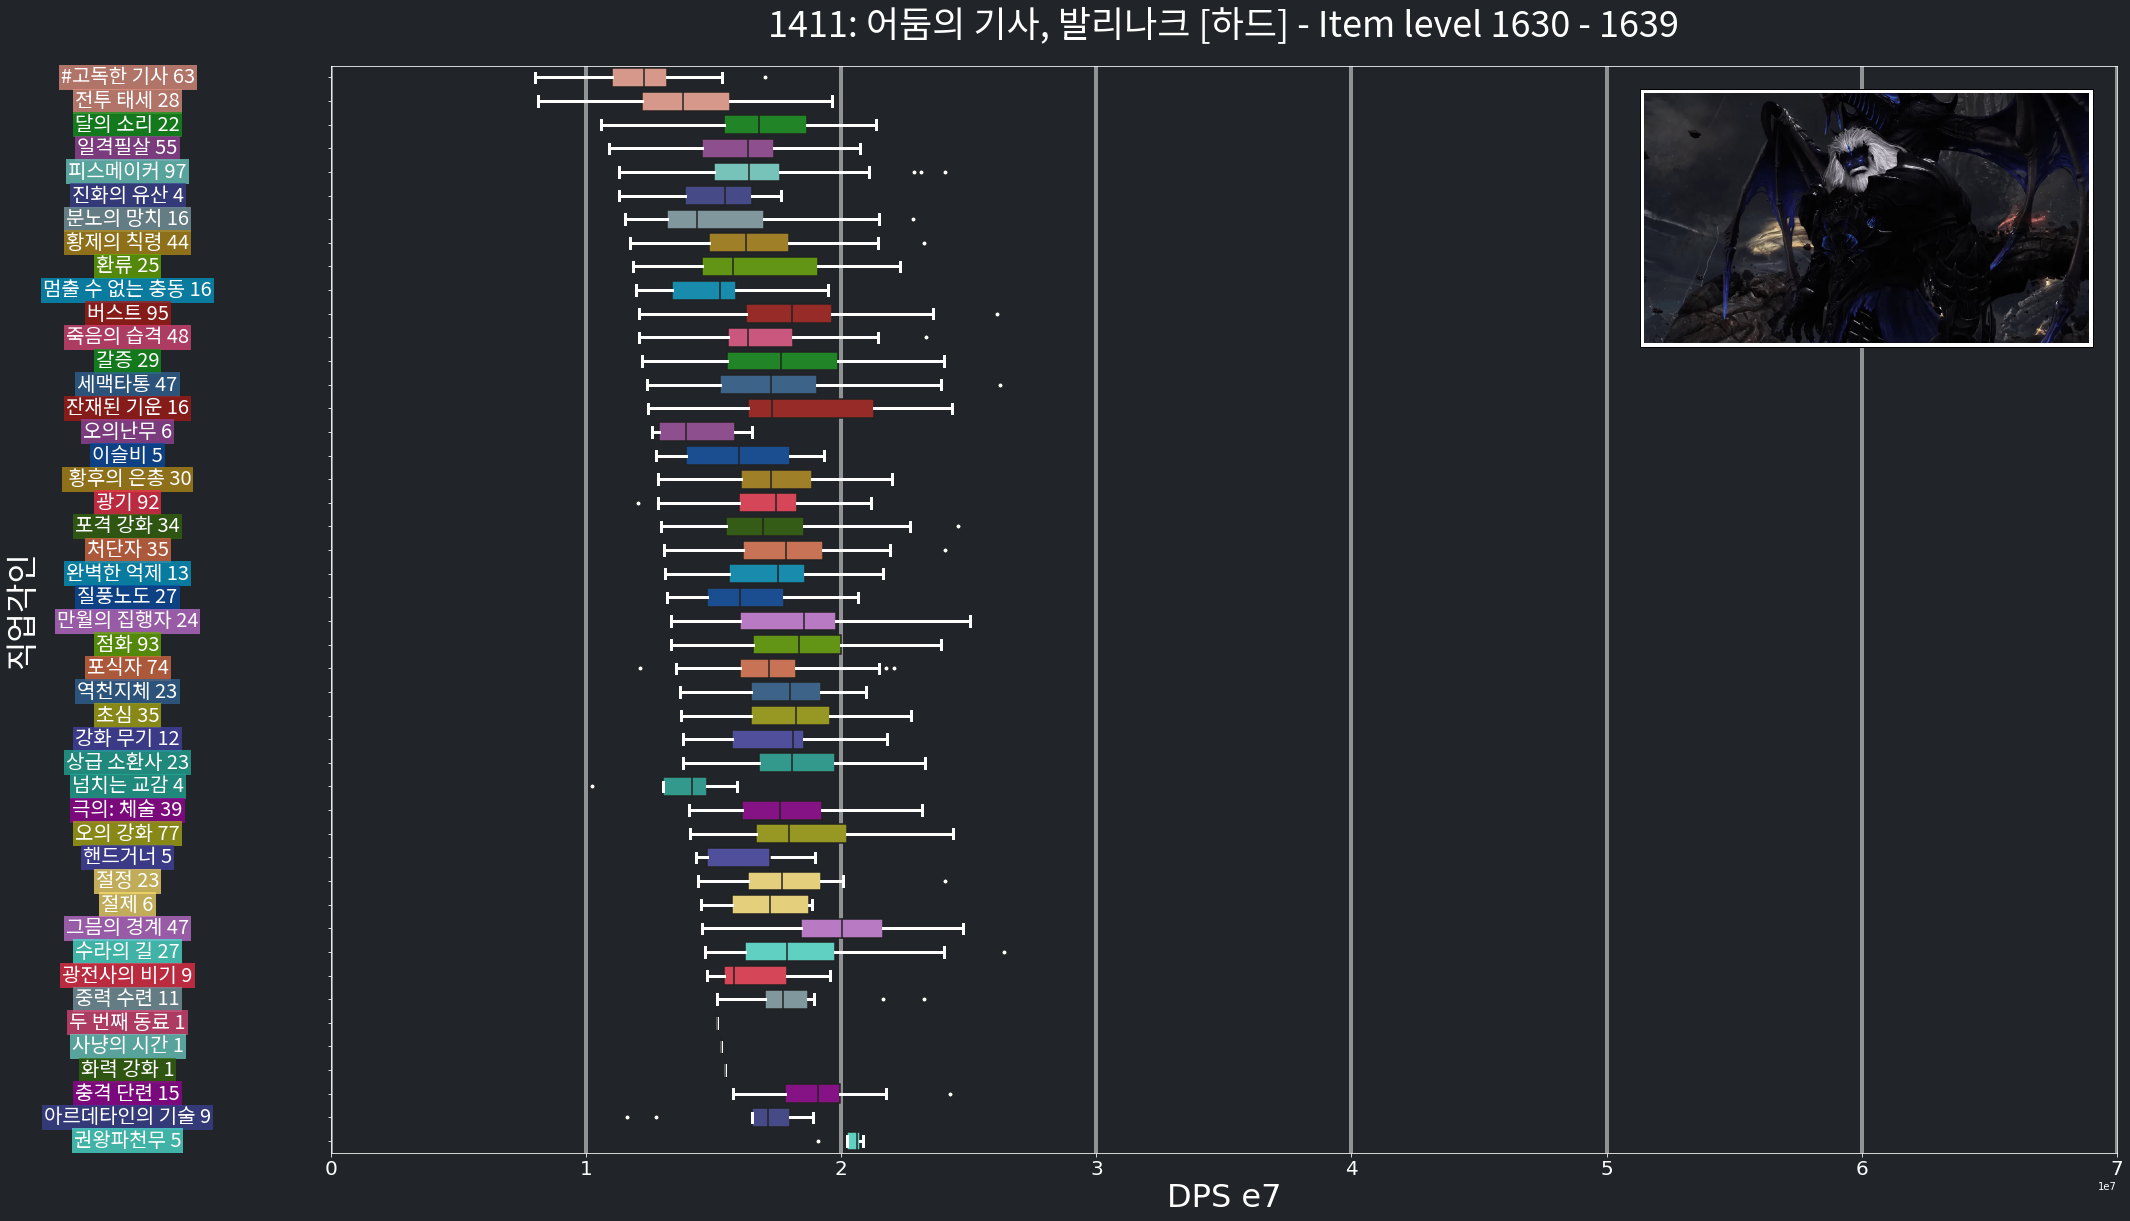 1411: 어둠의 기사, 발리나크 [하드] - Item level 1630 - 1639
#고독한 기사 63
전투 태세 28
달의 소리 22
일격필살 55
피스메이커 97
진화의 유산 4
분노의 망치 16
황제의 칙령 44
환류 25
멈출 수 없는 충동 16
버스트 95
죽음의 습격 48
갈증 29
세맥타통 47
잔재된 기운 16
오의난무 6
이슬비 5
황후의 은총 30
광기 92
포격 강화 34
처단자 35
완벽한 억제 13
질풍노도 27
만월의 집행자 24
점화 93
포식자 74
역천지체 23
초심 35
강화 무기 12
상급 소환사 23
넘치는 교감 4
극의: 체술 39
오의 강화 77
핸드거너 5
절정 23
절제 6
그믐의 경계 47
수라의 길 27
광전사의 비기 9
중력 수련 11
두 번째 동료 1
사냥의 시간 1
화력 강화 1
충격 단련 15
아르데타인의 기술 9
권왕파천무 5
직업각인
0 1 2 3 4 5 6 7
1e7
DPS e7